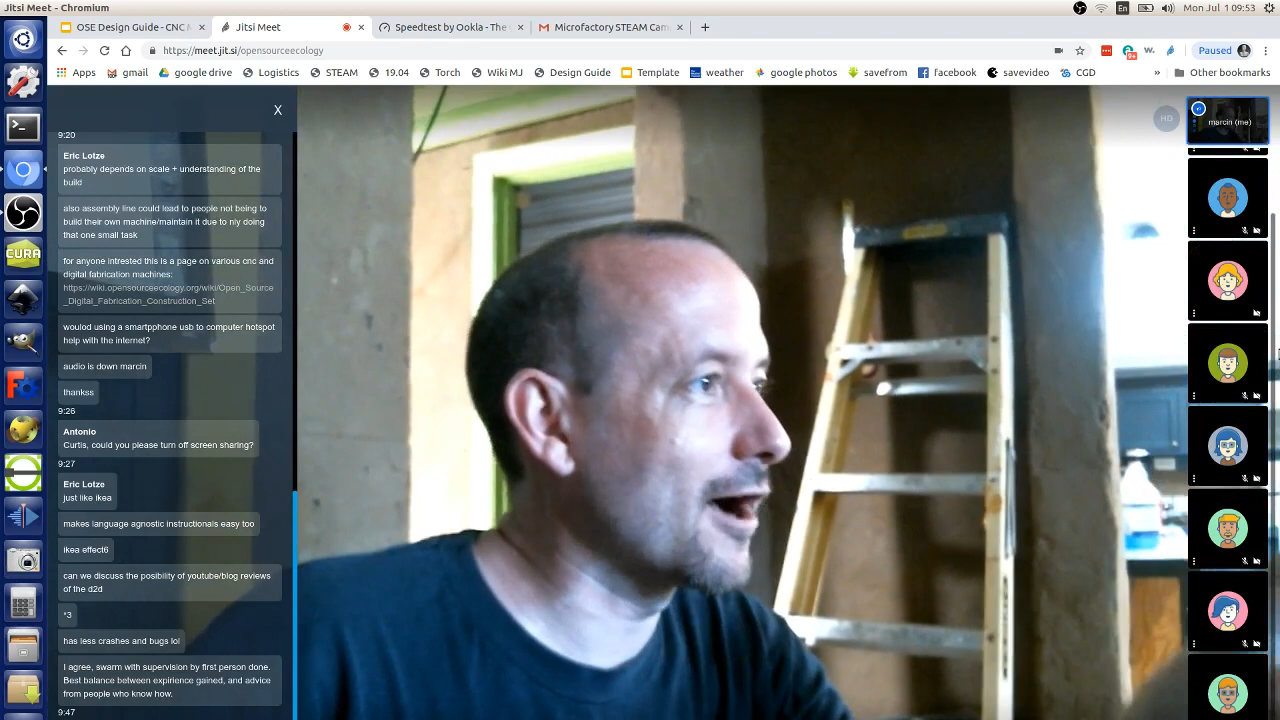 Jitsi Meet - Chromium
En
Mon Jul 1 09:53
OSE Design Guide - CNC
Jitsi Meet
Speedtest by Ookla - The
Microfactory STEAM Cam
https://meet.jit.si/opensourceecology
9+
W.
Paused
Apps
gmail
google drive
Logistics
STEAM
19.04
Torch
Wiki MJ
Design Guide
Template
weather
google photos
savefrom
facebook
savevideo
CGD
»
Other bookmarks
X
HD
marcin (me)
CURA
9:20
Eric Lotze
probably depends on scale + understanding of the
build
also assembly line could lead to people not being to
build their own machine/maintain it due to nly doing
that one small task
for anyone intrested this is a page on various cnc and
digital fabrication machines:
https://wiki.opensourceecology.org/wiki/Open_Source
_Digital_Fabrication_Construction_Set
woulod using a smartpphone usb to computer hotspot
help with the internet?
audio is down marcin
thankss
9:26
Antonio
Curtis, could you please turn off screen sharing?
9:27
Eric Lotze
just like ikea
makes language agnostic instructionals easy too
ikea effect6
can we discuss the posibility of youtube/blog reviews
of the d2d
*3
has less crashes and bugs lol
I agree, swarm with supervision by first person done.
Best balance between expirience gained, and advice
from people who know how.
9:47